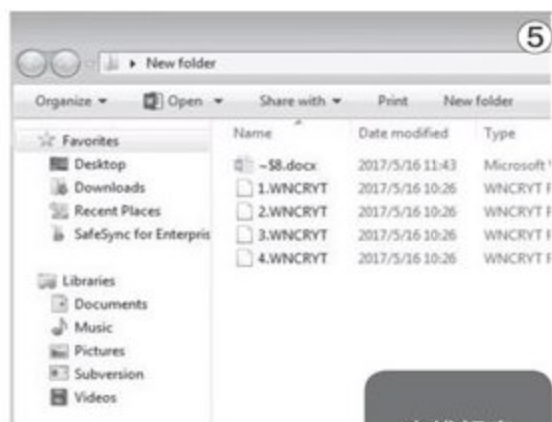 ⑤
New folder
Organize Open Share with Print New folder
Name Date modified Type
Favorites
Desktop
Downloads
Recent Places
SafeSync for Enterpris
Libraries
Documents
Music
Pictures
Subversion
Videos
~$8.docx 2017/5/16 11:43 Microsoft
1.WNCRYT 2017/5/16 10:26 WNCRYT F
2.WNCRYT 2017/5/16 10:26 WNCRYT F
3.WNCRYT 2017/5/16 10:26 WNCRYT F
4.WNCRYT 2017/5/16 10:26 WNCRYT F